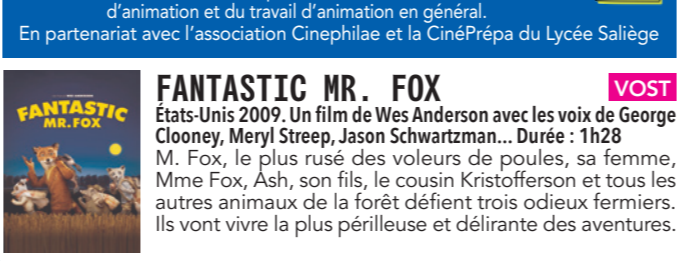 d’animation et du travail d’animation en général.
En partenariat avec l’association Cinephilae et la CinéPrépa du Lycée Saliège
FANTASTIC MR. FOX
VOST
États-Unis 2009. Un film de Wes Anderson avec les voix de George
Clooney, Meryl Streep, Jason Schwartzman... Durée : 1h28
M. Fox, le plus rusé des voleurs de poules, sa femme,
Mme Fox, Ash, son fils, le cousin Kristofferson et tous les
autres animaux de la forêt défient trois odieux fermiers.
Ils vont vivre la plus périlleuse et délirante des aventures.
FANTASTIC
MR. FOX